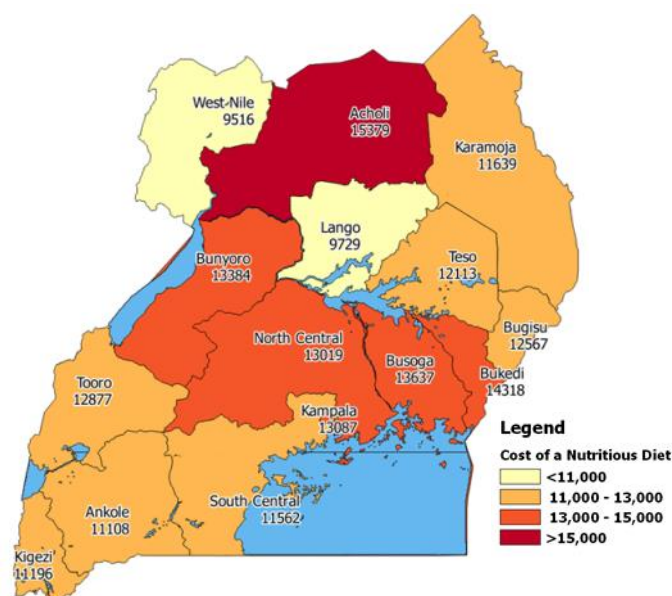 West-Nile
9516
Acholi
15379
Karamoja
11639
Lango
9729
Bunyoro
13384
Teso
12113
Bugisu
12567
North Central
13019
Busoga
13637
Bukedi
14318
Tooro
12877
Kampala
13087
South Central
11562
Ankole
11108
Kigezi
11196
Legend
Cost of a Nutritious Diet
<11,000
11,000 - 13,000
13,000 - 15,000
>15,000